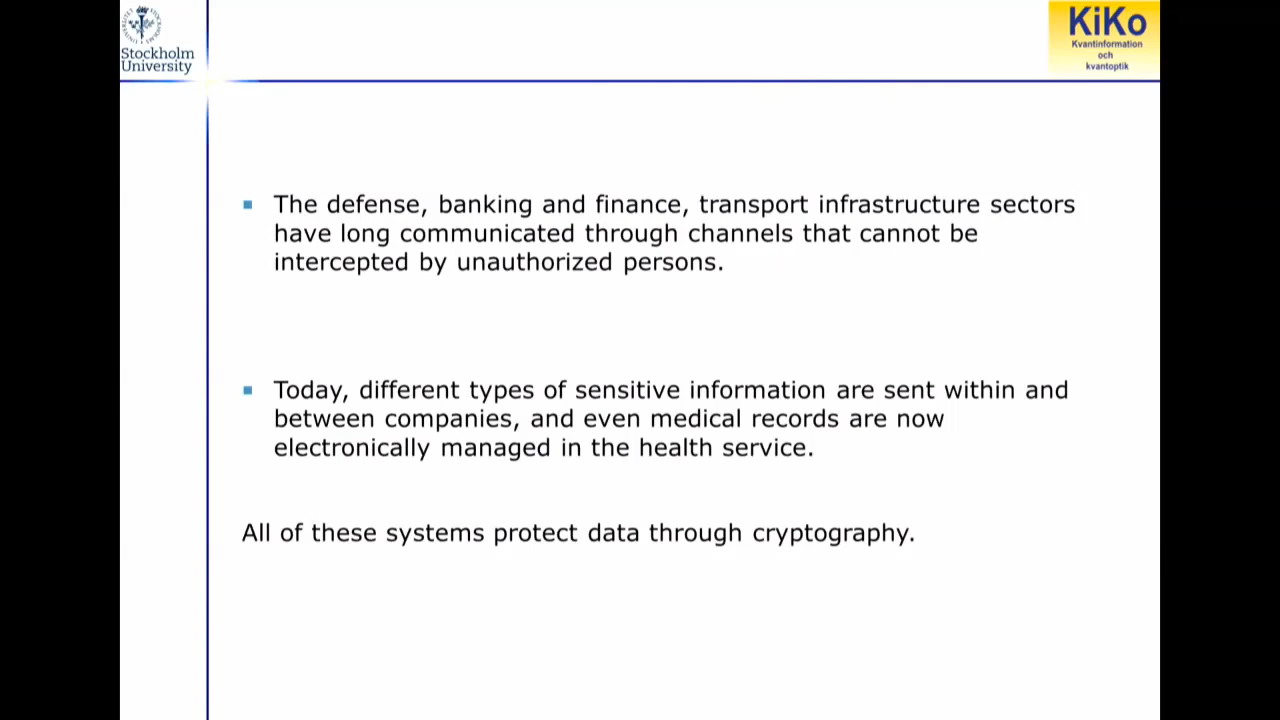 Stockholm
University
KiKo
Kvantinformation
och
kvantoptik
The defense, banking and finance, transport infrastructure sectors
have long communicated through channels that cannot be
intercepted by unauthorized persons.
Today, different types of sensitive information are sent within and
between companies, and even medical records are now
electronically managed in the health service.
All of these systems protect data through cryptography.